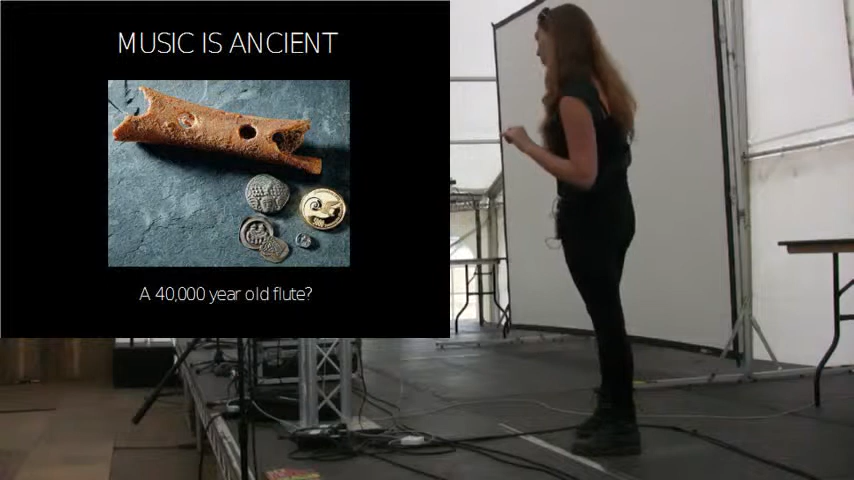 MUSIC IS ANCIENT
A 40,000 year old flute?